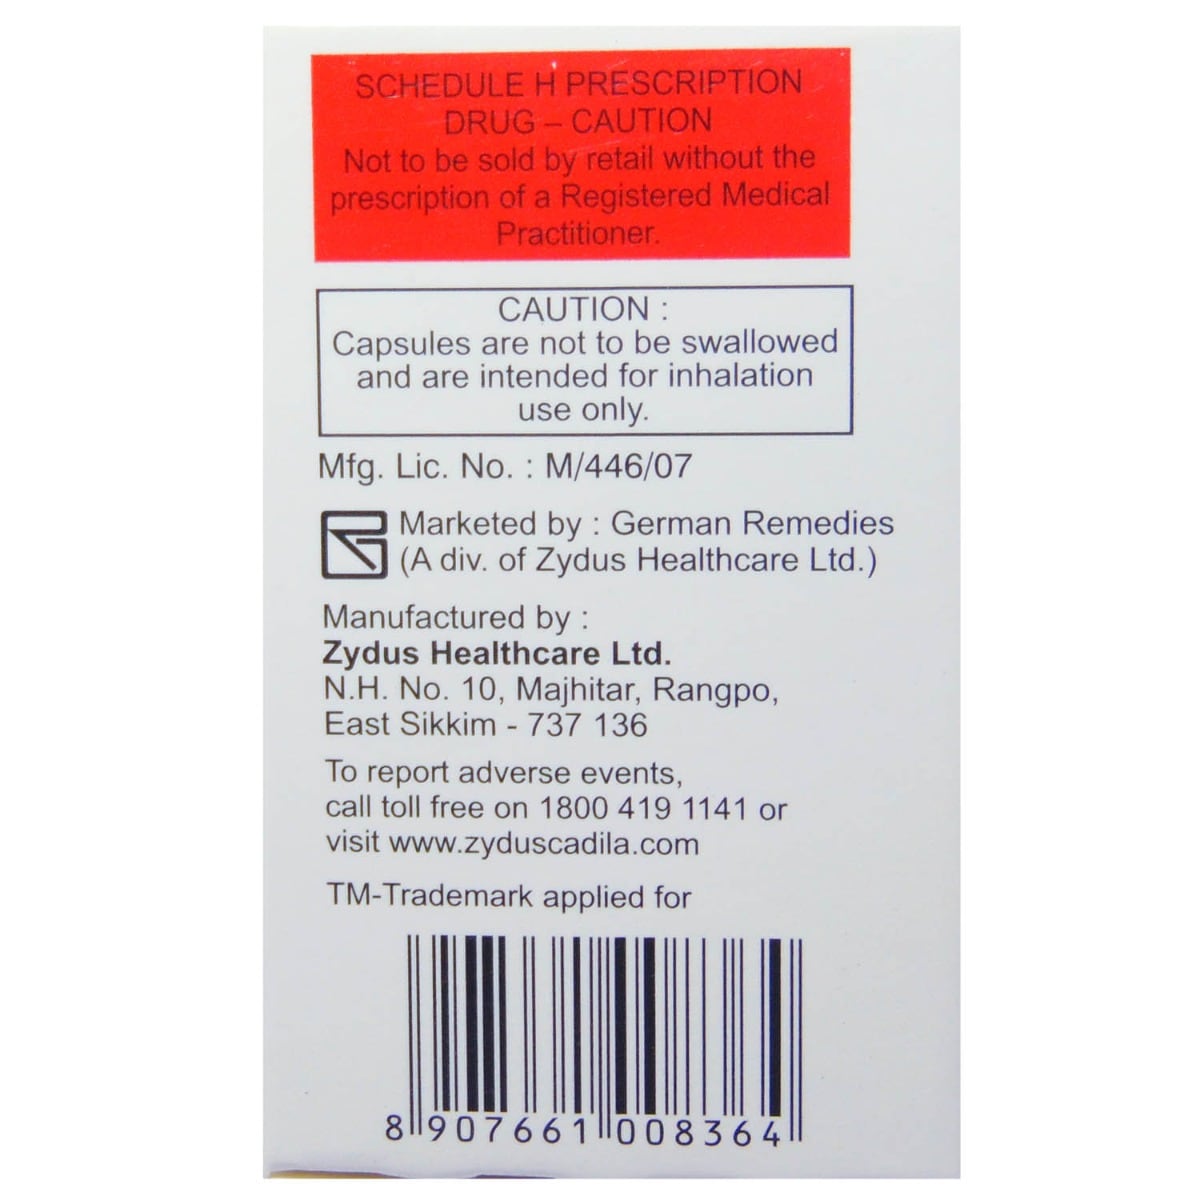 SCHEDULE H PRESCRIPTION
DRUG – CAUTION
Not to be sold by retail without the
prescription of a Registered Medical
Practitioner.
CAUTION :
Capsules are not to be swallowed
and are intended for inhalation
use only.
Mfg. Lic. No. : M/446/07
Marketed by : German Remedies
(A div. of Zydus Healthcare Ltd.)
Manufactured by :
Zydus Healthcare Ltd.
N.H. No. 10, Majhitar, Rangpo,
East Sikkim - 737 136
To report adverse events,
call toll free on 1800 419 1141 or
visit www.zyduscadila.com
TM-Trademark applied for
8 907661 008364